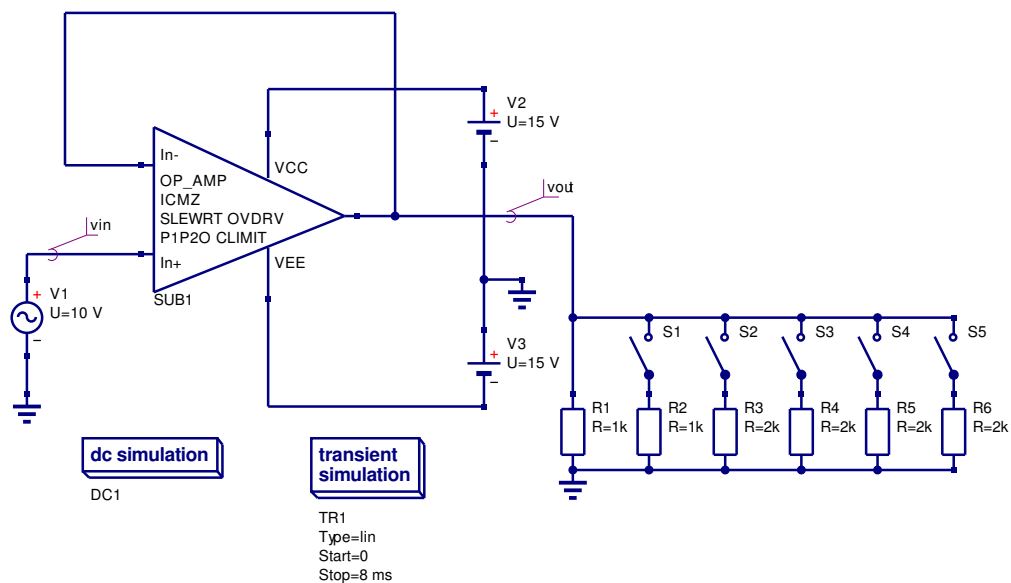 V2
+
U=15 V
−
In-
OP_AMP
ICMZ
SLEWRT OVDRV
P1P2O CLIMIT
In+
VCC
VEE
SUB1
vin
vout
+
V1
U=10 V
−
V3
+
U=15 V
−
S1
S2
S3
S4
S5
R1
R=1k
R2
R=1k
R3
R=2k
R4
R=2k
R5
R=2k
R6
R=2k
dc simulation
DC1
transient
simulation
TR1
Type=lin
Start=0
Stop=8 ms